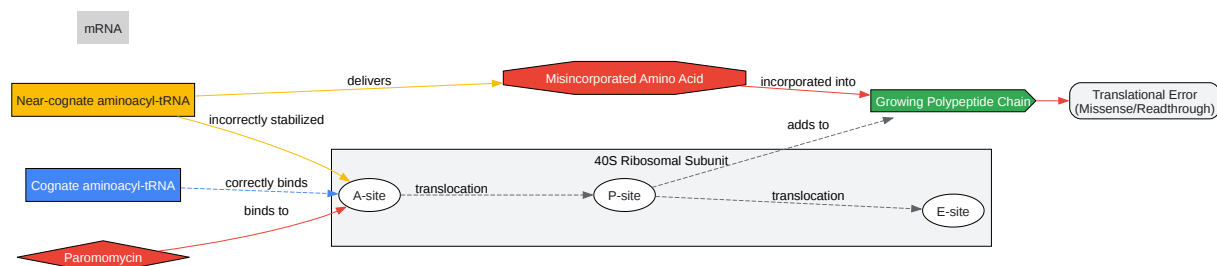 mRNA
Near-cognate aminoacyl-tRNA
delivers
Misincorporated Amino Acid
incorporated into
Growing Polypeptide Chain
Translational Error
(Missense/Readthrough)
incorrectly stabilized
adds to
40S Ribosomal Subunit
Cognate aminoacyl-tRNA
correctly binds
A-site
translocation
P-site
translocation
E-site
binds to
Paromomycin